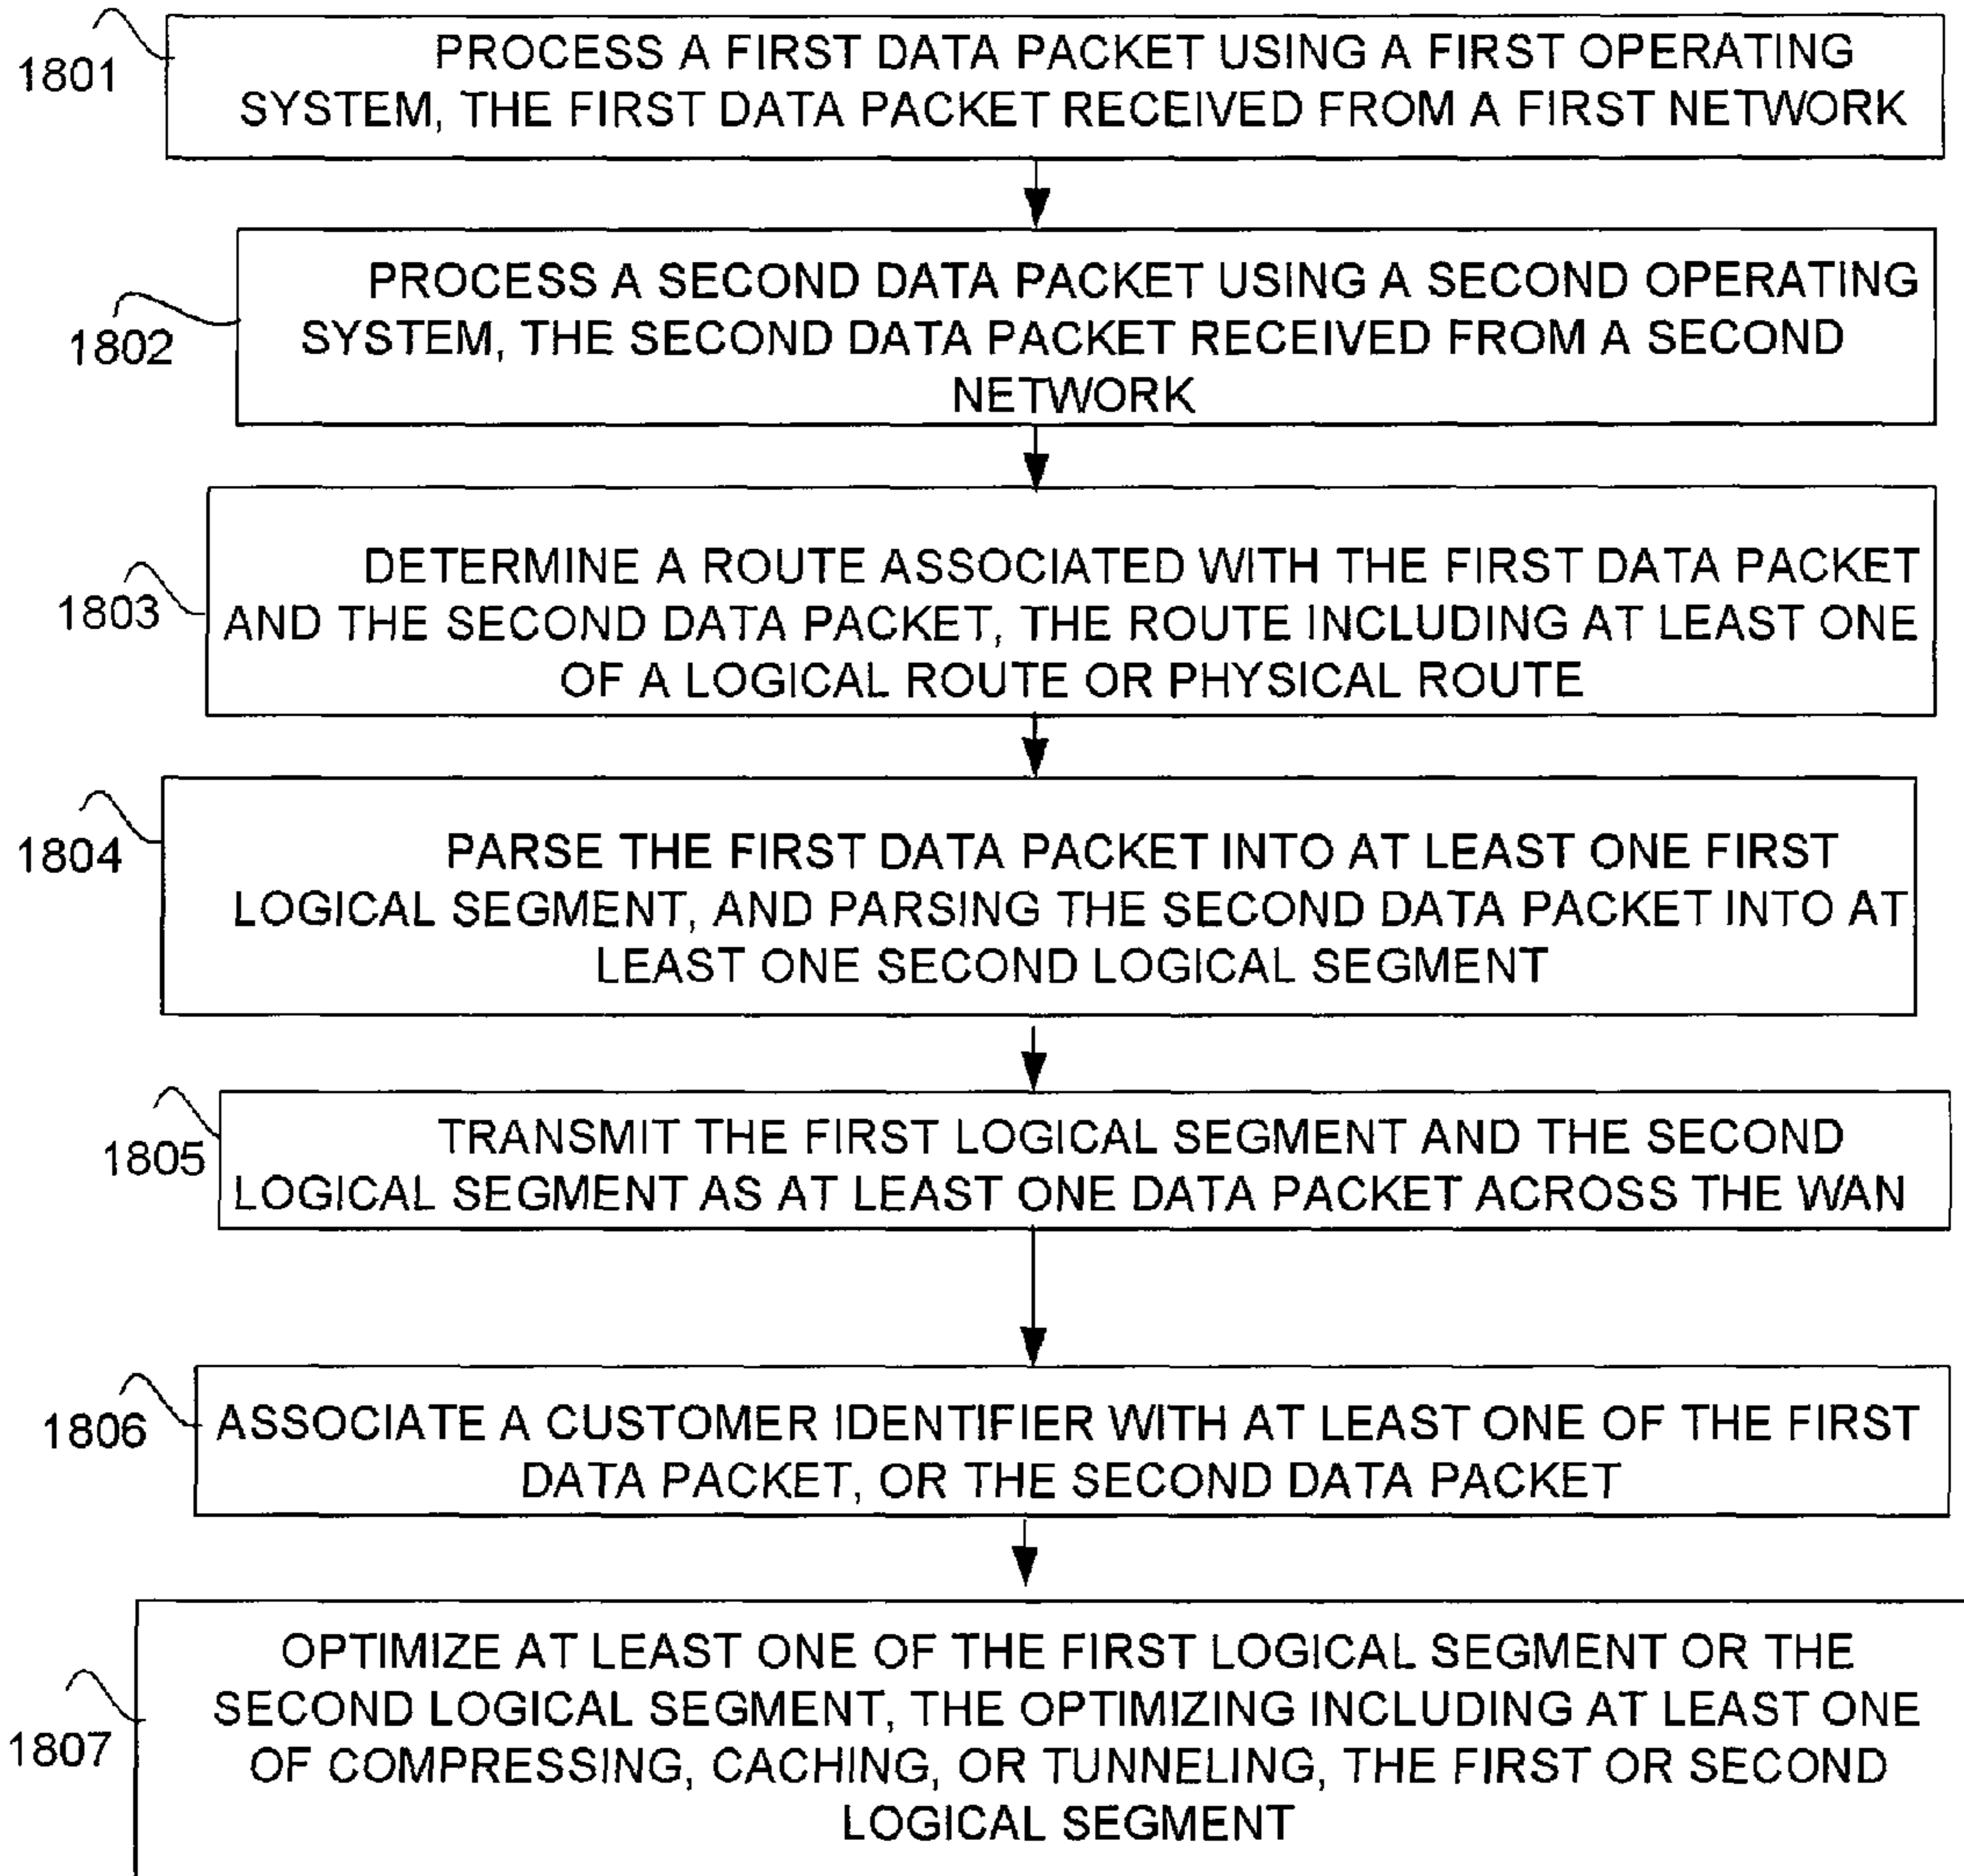 1801
PROCESS A FIRST DATA PACKET USING A FIRST OPERATING
SYSTEM, THE FIRST DATA PACKET RECEIVED FROM A FIRST NETWORK
1802
PROCESS A SECOND DATA PACKET USING A SECOND OPERATING
SYSTEM, THE SECOND DATA PACKET RECEIVED FROM A SECOND
NETWORK
1803
DETERMINE A ROUTE ASSOCIATED WITH THE FIRST DATA PACKET
AND THE SECOND DATA PACKET, THE ROUTE INCLUDING AT LEAST ONE
OF A LOGICAL ROUTE OR PHYSICAL ROUTE
1804
PARSE THE FIRST DATA PACKET INTO AT LEAST ONE FIRST
LOGICAL SEGMENT, AND PARSING THE SECOND DATA PACKET INTO AT
LEAST ONE SECOND LOGICAL SEGMENT
1805
TRANSMIT THE FIRST LOGICAL SEGMENT AND THE SECOND
LOGICAL SEGMENT AS AT LEAST ONE DATA PACKET ACROSS THE WAN
1806
ASSOCIATE A CUSTOMER IDENTIFIER WITH AT LEAST ONE OF THE FIRST
DATA PACKET, OR THE SECOND DATA PACKET
1807
OPTIMIZE AT LEAST ONE OF THE FIRST LOGICAL SEGMENT OR THE
SECOND LOGICAL SEGMENT, THE OPTIMIZING INCLUDING AT LEAST ONE
OF COMPRESSING, CACHING, OR TUNNELING, THE FIRST OR SECOND
LOGICAL SEGMENT